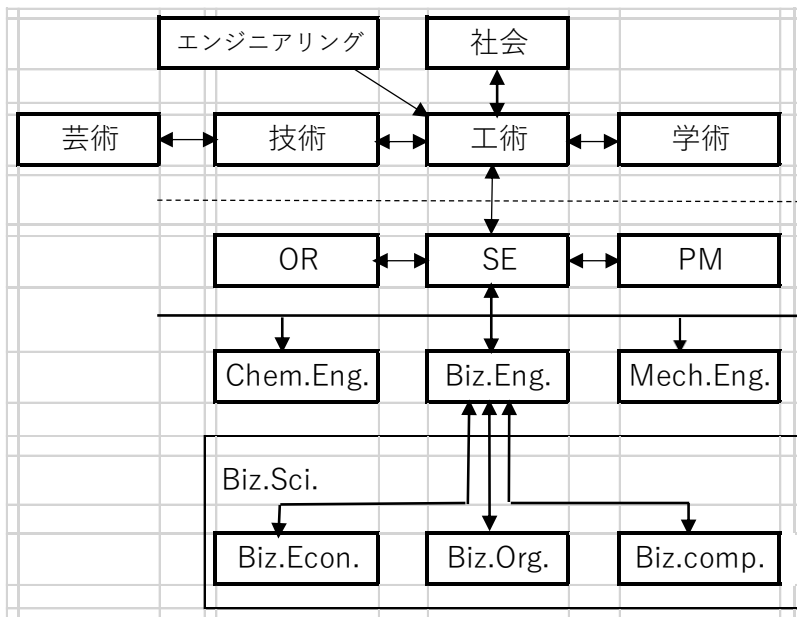 エンジニアリング
社会
芸術
技術
工術
学術
OR
SE
PM
Chem.Eng.
Biz.Eng.
Mech.Eng.
Biz.Sci.
Biz.Econ.
Biz.Org.
Biz.comp.